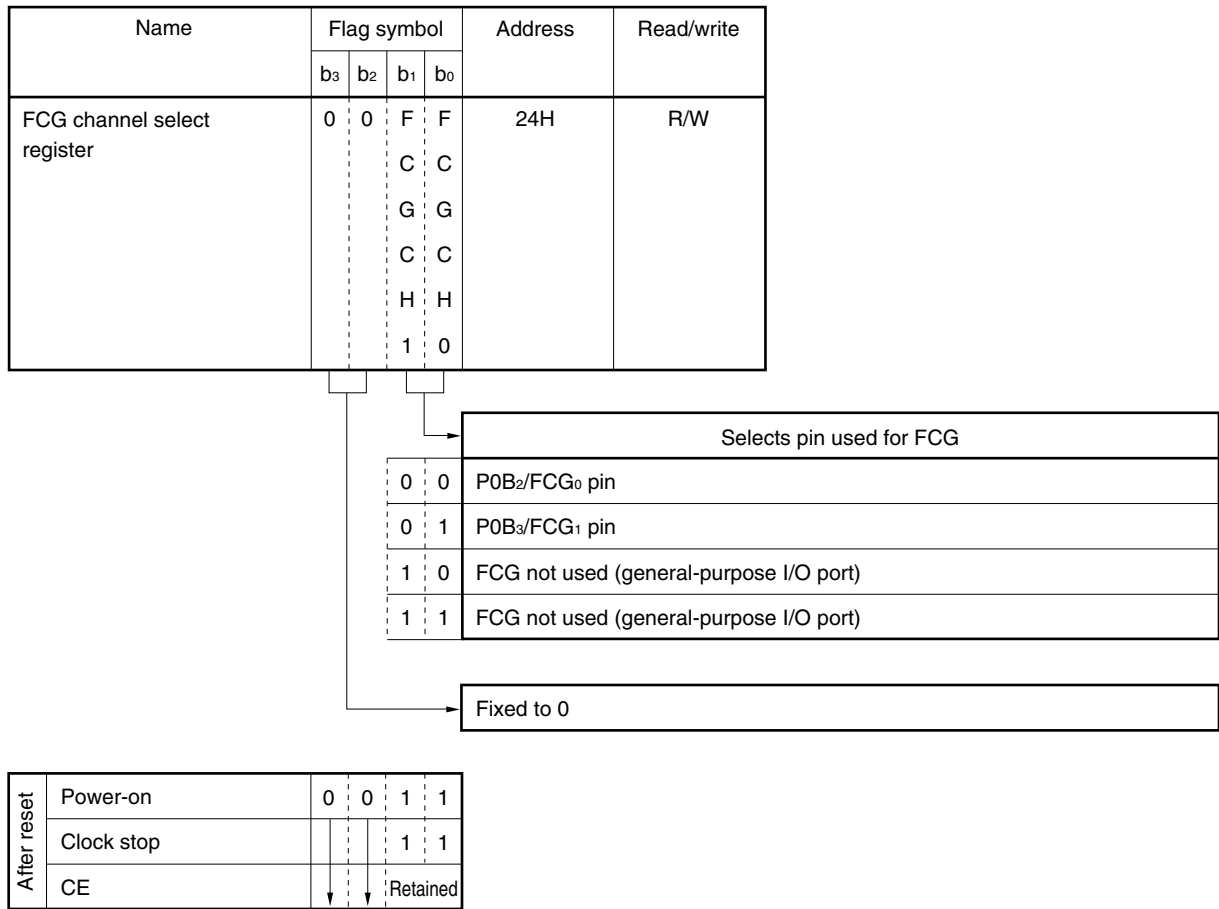 Name Flag symbol Address Read/write
b3 b2 b1 b0
FCG channel select register 0 0 FCGCH1 FCGCH0 24H R/W
Selects pin used for FCG
0 0 P0B2/FCG0 pin
0 1 P0B3/FCG1 pin
1 0 FCG not used (general-purpose I/O port)
1 1 FCG not used (general-purpose I/O port)
Fixed to 0
After reset
Power-on 0 0 1 1
Clock stop 1 1
CE Retained